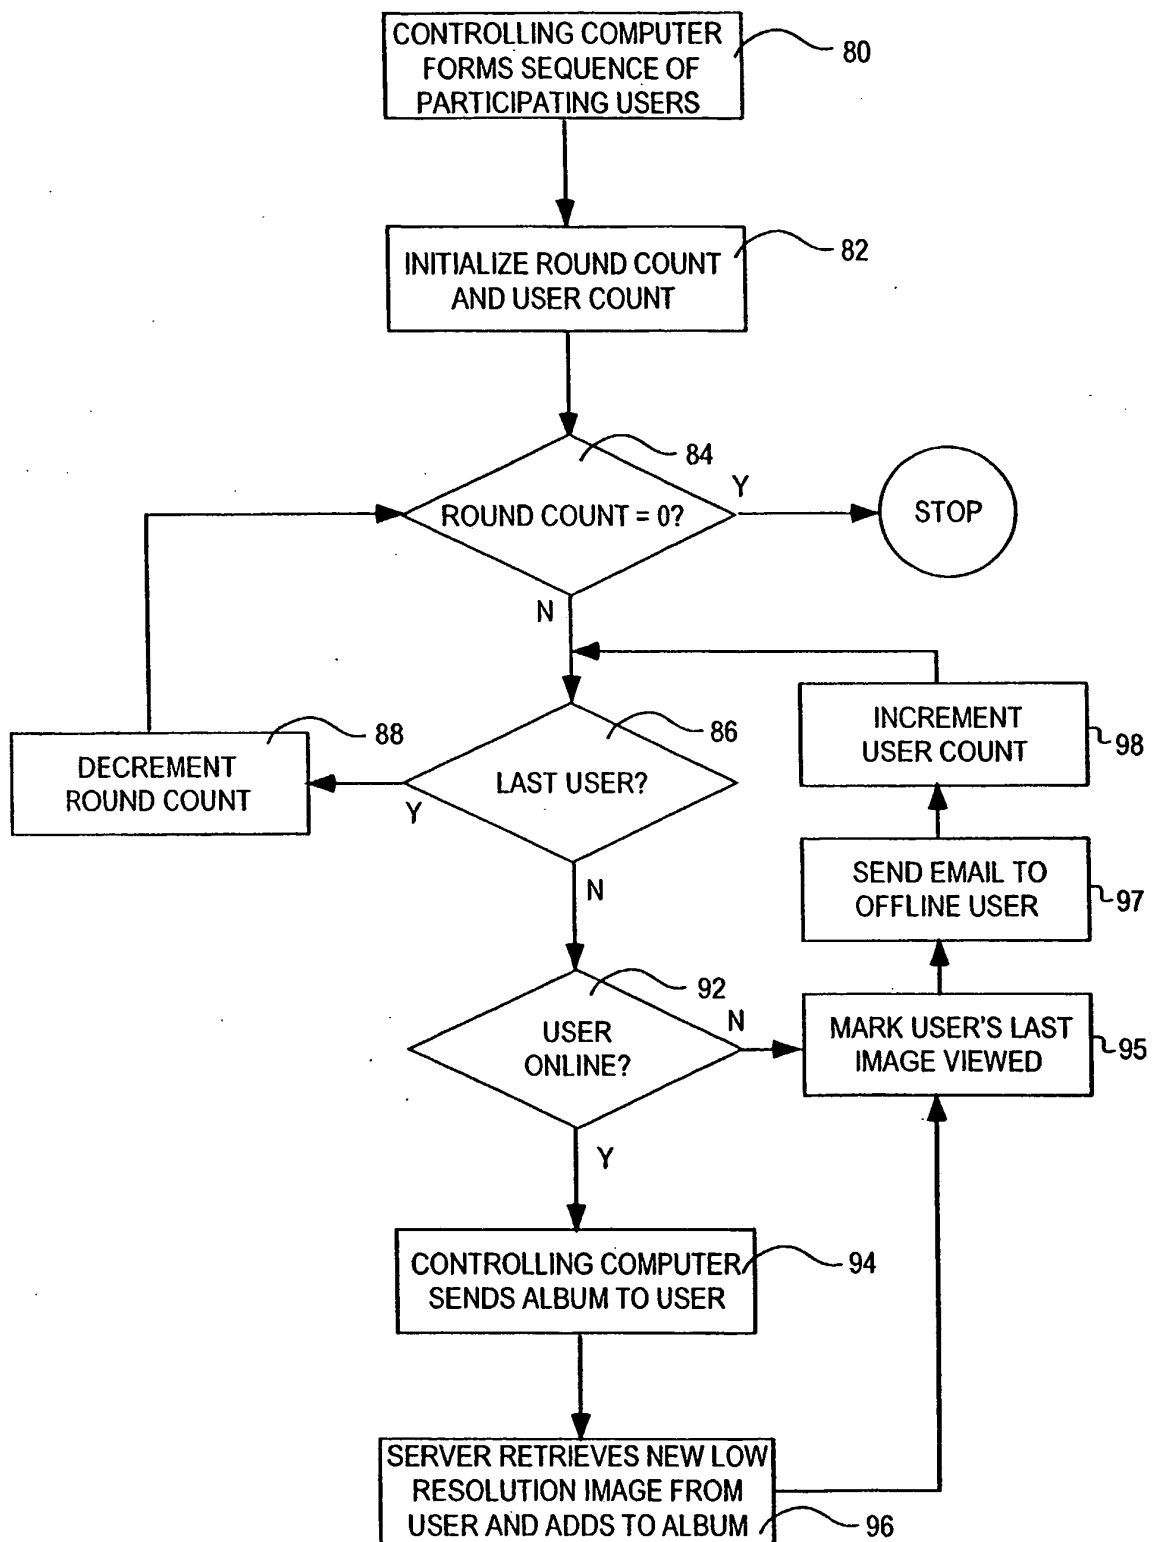 CONTROLLING COMPUTER
FORMS SEQUENCE OF
PARTICIPATING USERS
80
INITIALIZE ROUND COUNT
AND USER COUNT
82
84
ROUND COUNT = 0?
Y
STOP
N
DECREMENT
ROUND COUNT
88
86
LAST USER?
Y
N
INCREMENT
USER COUNT
98
SEND EMAIL TO
OFFLINE USER
97
92
USER
ONLINE?
N
MARK USER'S LAST
IMAGE VIEWED
95
Y
CONTROLLING COMPUTER
SENDS ALBUM TO USER
94
SERVER RETRIEVES NEW LOW
RESOLUTION IMAGE FROM
USER AND ADDS TO ALBUM
96